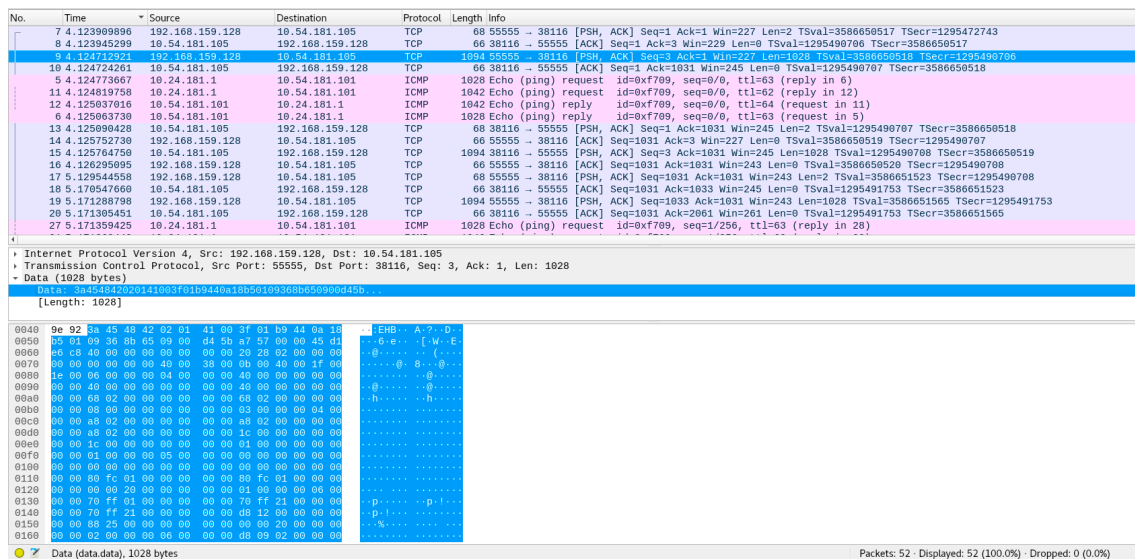 No. Time Source Destination Protocol Length Info
7 4.123909896 192.168.159.128 10.54.181.105 TCP 68 55555 → 38116 [PSH, ACK] Seq=1 Ack=1 Win=227 Len=2 TSval=3586650517 TSecr=1295472743
8 4.123945299 10.54.181.105 192.168.159.128 TCP 66 38116 → 55555 [ACK] Seq=1 Ack=3 Win=229 Len=0 TSval=1295490706 TSecr=3586650517
9 4.124712921 192.168.159.128 10.54.181.105 TCP 1094 55555 → 38116 [PSH, ACK] Seq=3 Ack=1 Win=227 Len=1028 TSval=3586650518 TSecr=1295490706
10 4.124724261 10.54.181.105 192.168.159.128 TCP 66 38116 → 55555 [ACK] Seq=1 Ack=1031 Win=245 Len=0 TSval=1295490707 TSecr=3586650518
5 4.124773667 10.24.181.1 10.54.181.101 ICMP 1028 Echo (ping) request id=0xf709, seq=0/0, ttl=63 (reply in 6)
11 4.124819758 10.24.181.1 10.54.181.101 ICMP 1042 Echo (ping) request id=0xf709, seq=0/0, ttl=62 (reply in 12)
12 4.125037016 10.54.181.101 10.24.181.1 ICMP 1042 Echo (ping) reply id=0xf709, seq=0/0, ttl=64 (request in 11)
6 4.125063730 10.54.181.101 10.24.181.1 ICMP 1028 Echo (ping) reply id=0xf709, seq=0/0, ttl=63 (request in 5)
13 4.125090428 10.54.181.105 192.168.159.128 TCP 68 38116 → 55555 [PSH, ACK] Seq=1 Ack=1031 Win=245 Len=2 TSval=1295490707 TSecr=3586650518
14 4.125752730 192.168.159.128 10.54.181.105 TCP 66 55555 → 38116 [ACK] Seq=1031 Ack=3 Win=227 Len=0 TSval=3586650519 TSecr=1295490707
15 4.125764750 10.54.181.105 192.168.159.128 TCP 1094 38116 → 55555 [PSH, ACK] Seq=3 Ack=1031 Win=245 Len=1028 TSval=1295490708 TSecr=3586650519
16 4.126295095 192.168.159.128 10.54.181.105 TCP 66 55555 → 38116 [ACK] Seq=1031 Ack=1031 Win=243 Len=0 TSval=3586650520 TSecr=1295490708
17 5.129544558 192.168.159.128 10.54.181.105 TCP 68 55555 → 38116 [PSH, ACK] Seq=1031 Ack=1031 Win=243 Len=2 TSval=3586651523 TSecr=1295490708
18 5.170547660 10.54.181.105 192.168.159.128 TCP 66 38116 → 55555 [ACK] Seq=1031 Ack=1033 Win=245 Len=0 TSval=1295491753 TSecr=3586651523
19 5.171288798 192.168.159.128 10.54.181.105 TCP 1094 55555 → 38116 [PSH, ACK] Seq=1033 Ack=1031 Win=243 Len=1028 TSval=3586651565 TSecr=1295491753
20 5.171305451 10.54.181.105 192.168.159.128 TCP 66 38116 → 55555 [ACK] Seq=1031 Ack=2061 Win=261 Len=0 TSval=1295491753 TSecr=3586651565
27 5.171359425 10.24.181.1 10.54.181.101 ICMP 1028 Echo (ping) request id=0xf709, seq=1/256, ttl=63 (reply in 28)
Internet Protocol Version 4, Src: 192.168.159.128, Dst: 10.54.181.105
Transmission Control Protocol, Src Port: 55555, Dst Port: 38116, Seq: 3, Ack: 1, Len: 1028
Data (1028 bytes)
Data: 3a454842020141003f01b9440a18b50109368b650900d45b...
[Length: 1028]
0040 9e 92 3a 45 48 42 02 01 41 00 3f 01 b9 44 0a 18 ··:EHB·· A·?··D··
0050 b5 01 09 36 8b 65 09 00 d4 5b a7 57 00 00 45 d1 ···6·e·· ·[·W··E·
0060 e6 c8 40 00 00 00 00 00 00 00 20 28 02 00 00 00 ··@····· ·· (····
0070 00 00 00 00 00 00 40 00 38 00 0b 00 40 00 1f 00 ······@· 8···@···
0080 1e 00 06 00 00 00 04 00 00 00 40 00 00 00 00 00 ········ ··@·····
0090 00 00 40 00 00 00 00 00 00 00 40 00 00 00 00 00 ··@····· ··@·····
00a0 00 00 68 02 00 00 00 00 00 00 68 02 00 00 00 00 ··h····· ··h·····
00b0 00 00 08 00 00 00 00 00 00 00 03 00 00 00 04 00 ········ ········
00c0 00 00 a8 02 00 00 00 00 00 00 a8 02 00 00 00 00 ········ ········
00d0 00 00 a8 02 00 00 00 00 00 00 1c 00 00 00 00 00 ········ ········
00e0 00 00 1c 00 00 00 00 00 00 00 01 00 00 00 00 00 ········ ········
00f0 00 00 01 00 00 00 05 00 00 00 00 00 00 00 00 00 ········ ········
0100 00 00 00 00 00 00 00 00 00 00 00 00 00 00 00 00 ········ ········
0110 00 00 80 fc 01 00 00 00 00 00 80 fc 01 00 00 00 ········ ········
0120 00 00 00 00 20 00 00 00 00 00 01 00 00 00 06 00 ···· ··· ········
0130 00 00 70 ff 01 00 00 00 00 00 70 ff 21 00 00 00 ··p····· ··p·!···
0140 00 00 70 ff 21 00 00 00 00 00 d8 12 00 00 00 00 ··p·!··· ········
0150 00 00 88 25 00 00 00 00 00 00 00 00 20 00 00 00 ···%···· ···· ···
0160 00 00 02 00 00 00 06 00 00 00 d8 09 02 00 00 00 ········ ········
Data (data.data), 1028 bytes Packets: 52 · Displayed: 52 (100.0%) · Dropped: 0 (0.0%)